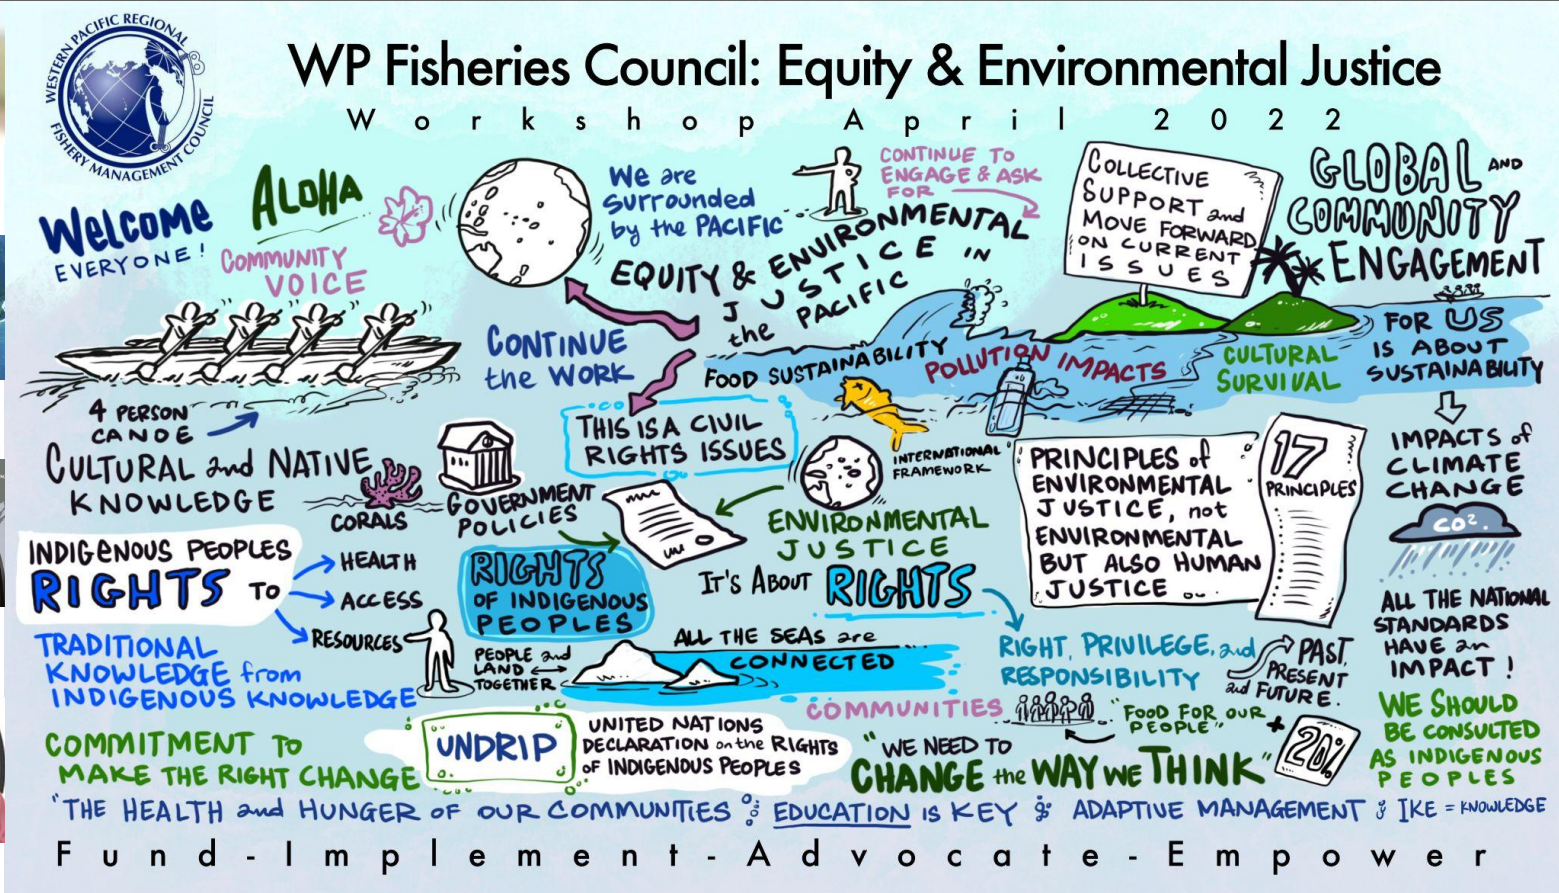 WESTERN PACIFIC REGIONAL
FISHERY MANAGEMENT COUNCIL
WP Fisheries Council: Equity & Environmental Justice
Workshop April 2022
WELCOME
EVERYONE!
ALOHA
COMMUNITY
VOICE
We are
surrounded
by the PACIFIC
CONTINUE TO
ENGAGE & ASK
FOR
EQUITY & ENVIRONMENTAL
JUSTICE IN
the PACIFIC
COLLECTIVE
SUPPORT and
MOVE FORWARD
ON CURRENT
ISSUES
GLOBAL AND
COMMUNITY
ENGAGEMENT
4 PERSON
CANOE
CONTINUE
the WORK
FOOD SUSTAINABILITY
POLLUTION IMPACTS
CULTURAL
SURVIVAL
FOR US
IS ABOUT
SUSTAINABILITY
THIS IS A CIVIL
RIGHTS ISSUES
CULTURAL and NATIVE
KNOWLEDGE
CORALS
GOVERNMENT
POLICIES
INTERNATIONAL
FRAMEWORK
ENVIRONMENTAL
JUSTICE
PRINCIPLES of
ENVIRONMENTAL
JUSTICE, not
ENVIRONMENTAL
BUT ALSO HUMAN
JUSTICE
17
PRINCIPLES
IMPACTS of
CLIMATE
CHANGE
CO².
INDIGENOUS PEOPLES
RIGHTS TO
HEALTH
ACCESS
RESOURCES
RIGHTS
OF INDIGENOUS
PEOPLES
IT'S ABOUT RIGHTS
ALL THE NATIONAL
STANDARDS
HAVE an
IMPACT!
TRADITIONAL
KNOWLEDGE from
INDIGENOUS KNOWLEDGE
PEOPLE and
LAND
TOGETHER
ALL THE SEAS are
CONNECTED
RIGHT, PRIVILEGE, and
RESPONSIBILITY
PAST,
PRESENT
and FUTURE.
COMMUNITIES
"FOOD FOR OUR
PEOPLE"
+
20%
WE SHOULD
BE CONSULTED
AS INDIGENOUS
PEOPLES
COMMITMENT TO
MAKE THE RIGHT CHANGE
UNDRIP
UNITED NATIONS
DECLARATION on the RIGHTS
OF INDIGENOUS PEOPLES
"WE NEED TO
CHANGE the WAY WE THINK"
"THE HEALTH and HUNGER OF OUR COMMUNITIES
EDUCATION IS KEY
ADAPTIVE MANAGEMENT
IKE = KNOWLEDGE
Fund-Implement-Advocate-Empower